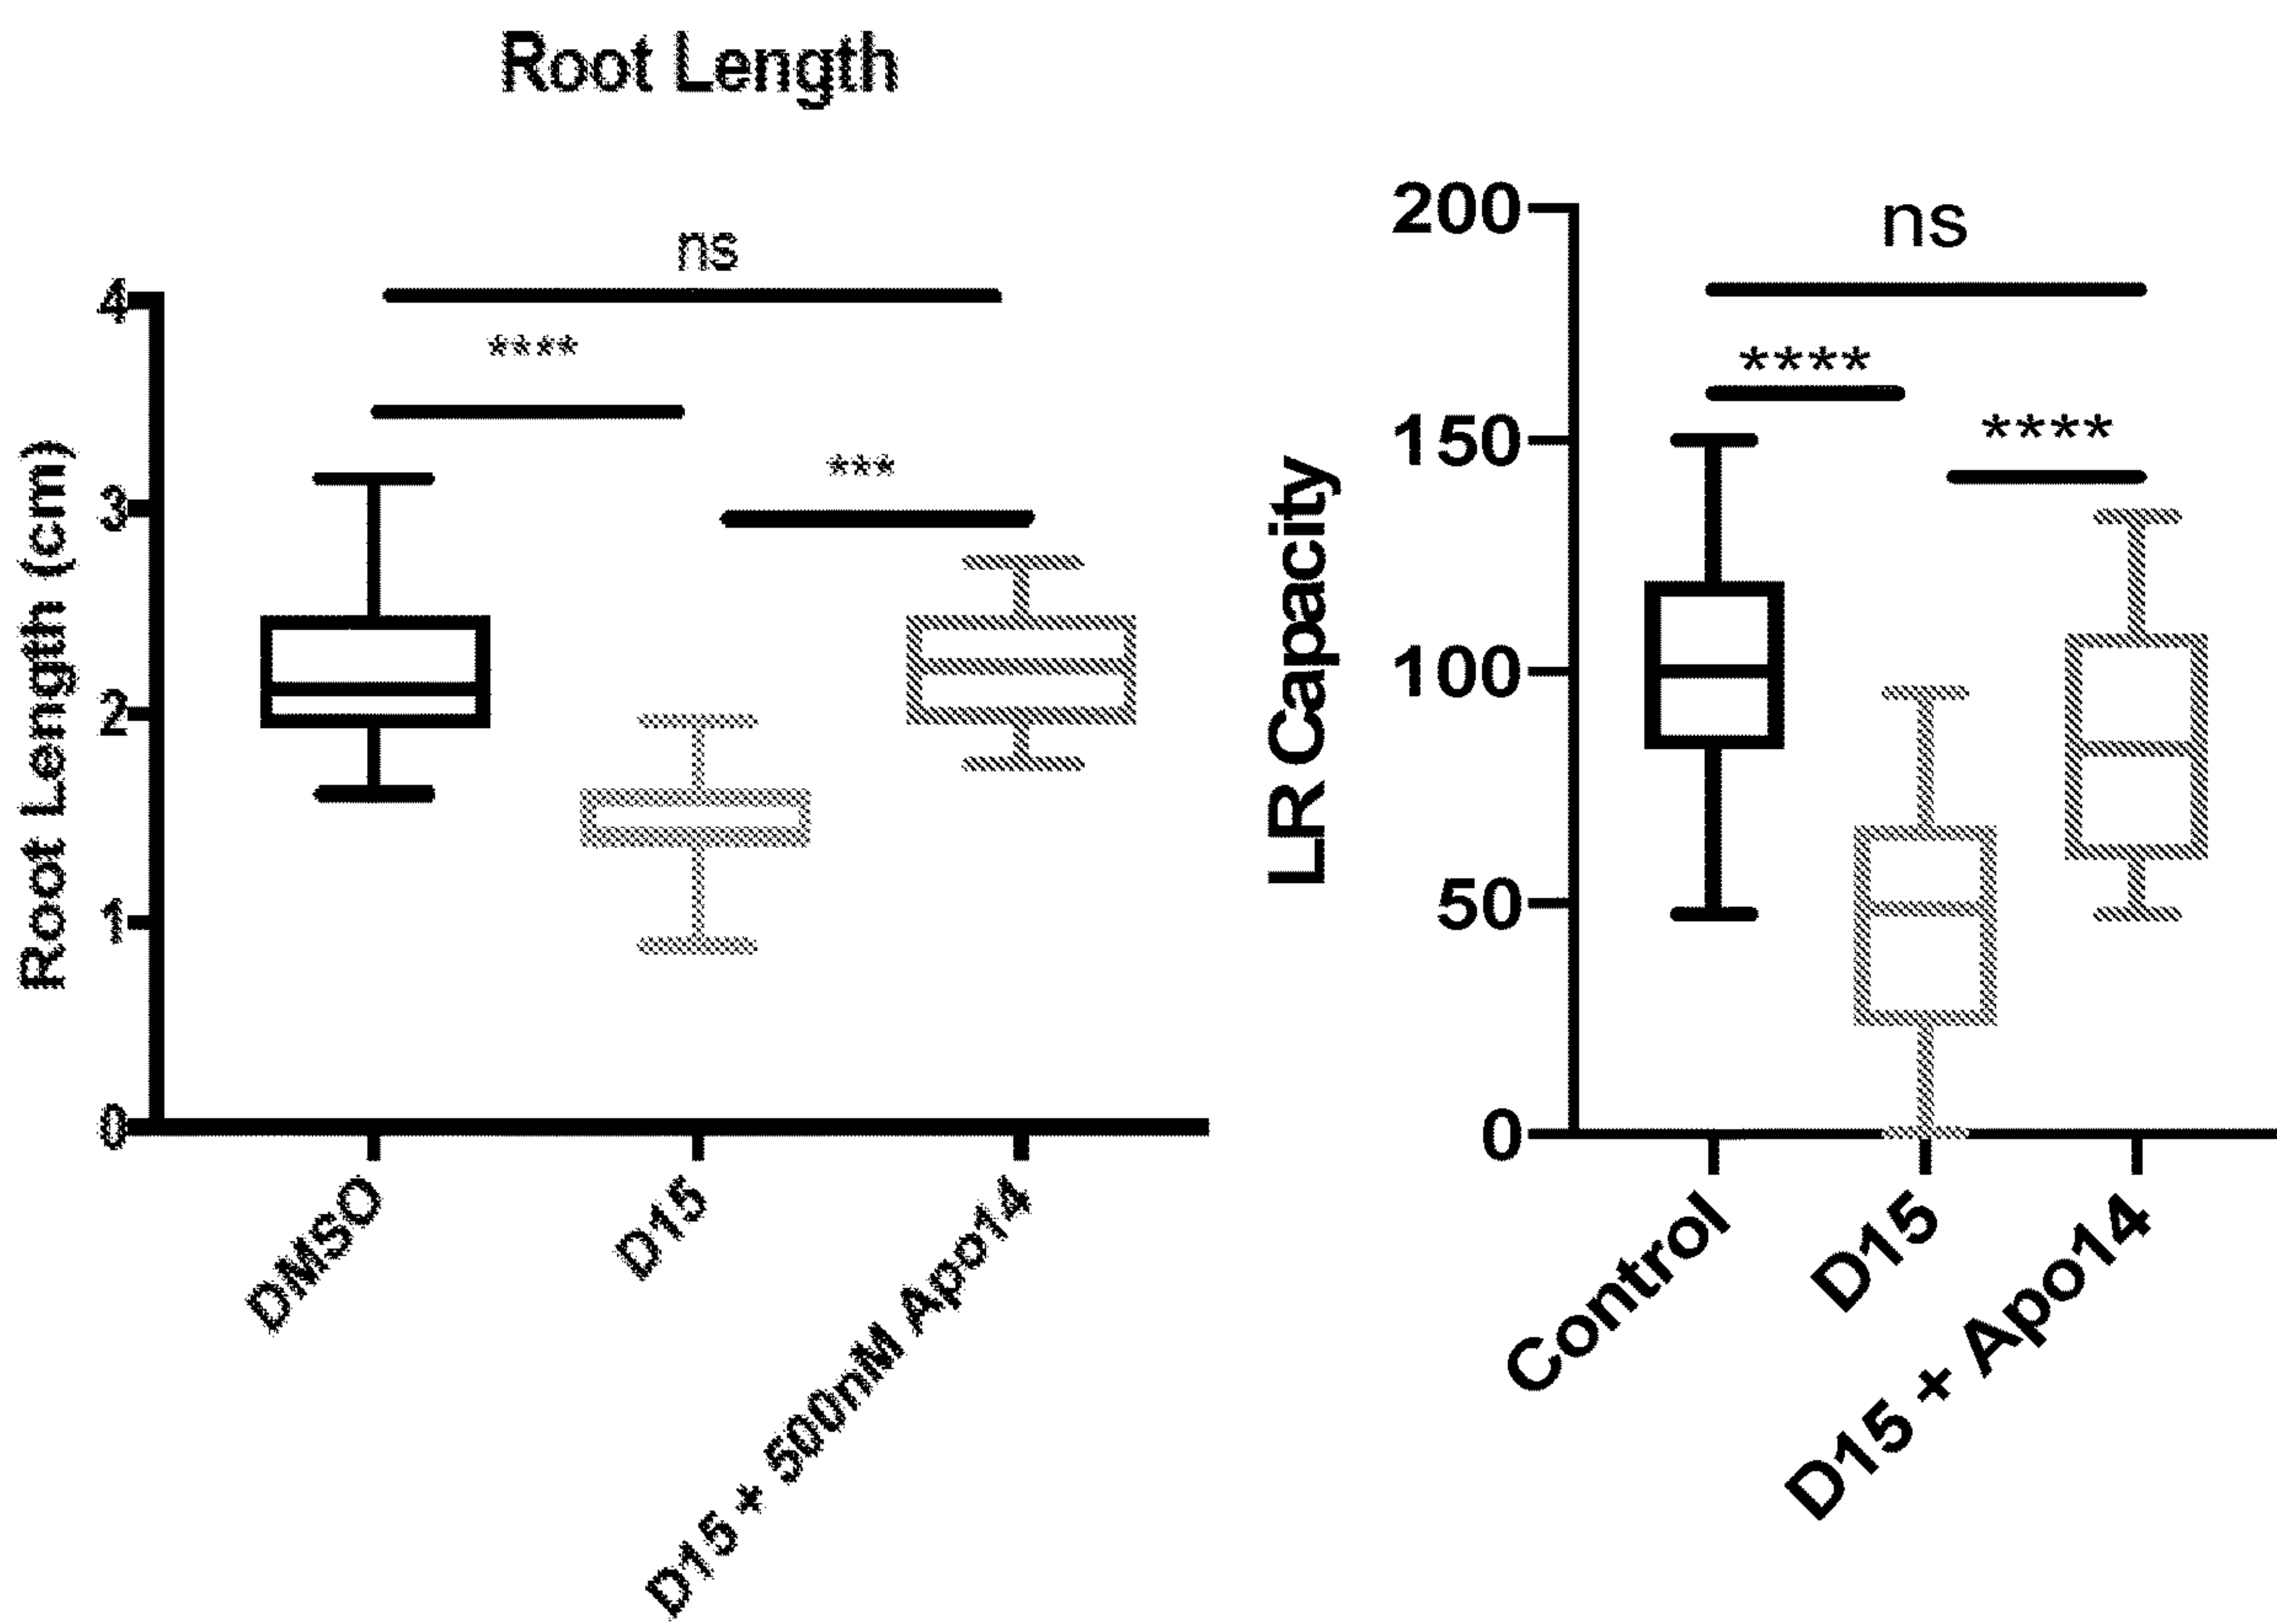 Root Length
Root Length (cm)
4
3
2
1
0
ns
****
***
DMSO
D15
D15 + 500nM Apo14
LR Capacity
200
150
100
50
0
ns
****
****
Control
D15
D15 + Apo14